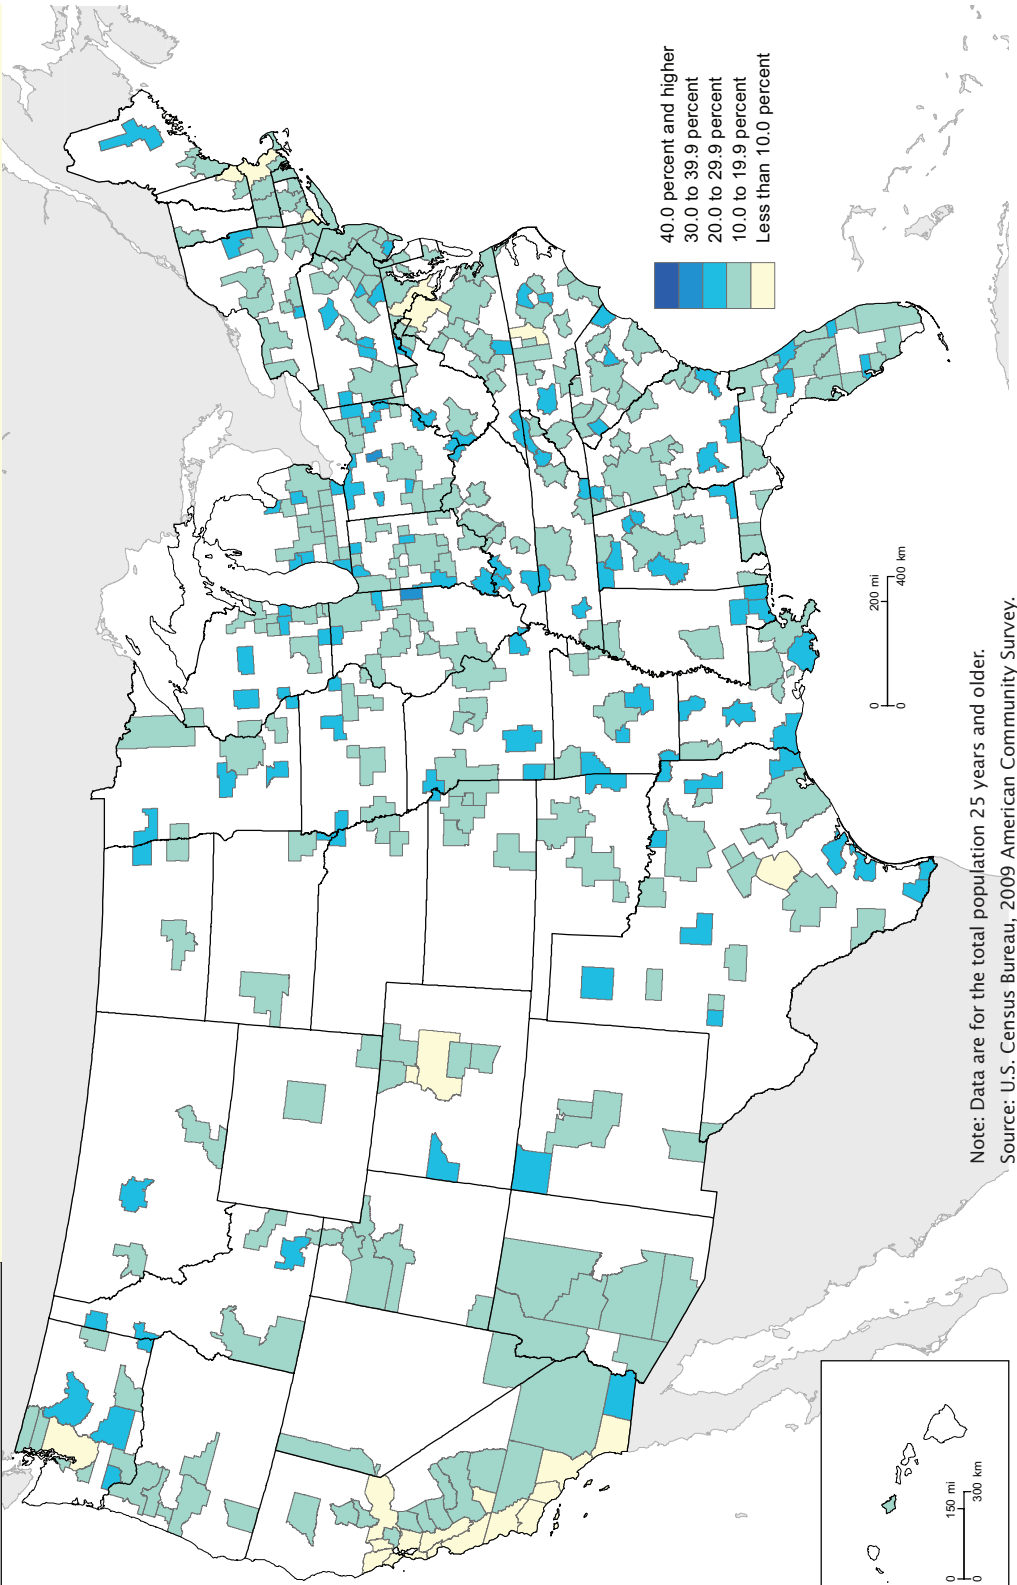 40.0 percent and higher
30.0 to 39.9 percent
20.0 to 29.9 percent
10.0 to 19.9 percent
Less than 10.0 percent
0 200 mi
0 400 km
0 150 mi
0 300 km
Note: Data are for the total population 25 years and older.
Source: U.S. Census Bureau, 2009 American Community Survey.